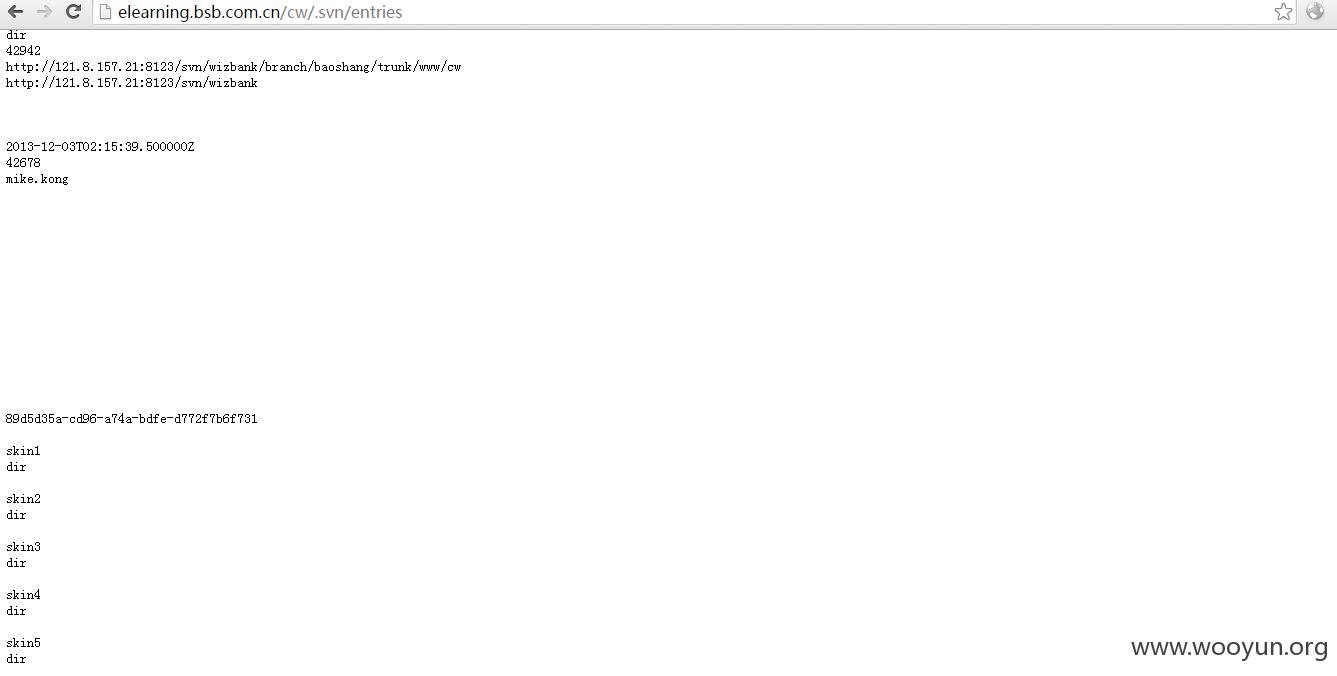 elearning.bsb.com.cn/cw/.svn/entries
dir
42942
http://121.8.157.21:8123/svn/wizbank/branch/baoshang/trunk/www/cw
http://121.8.157.21:8123/svn/wizbank
2013-12-03T02:15:39.500000Z
42678
mike.kong
89d5d35a-cd96-a74a-bdfe-d772f7b6f731
skin1
dir
skin2
dir
skin3
dir
skin4
dir
skin5
dir
www.wooyun.org